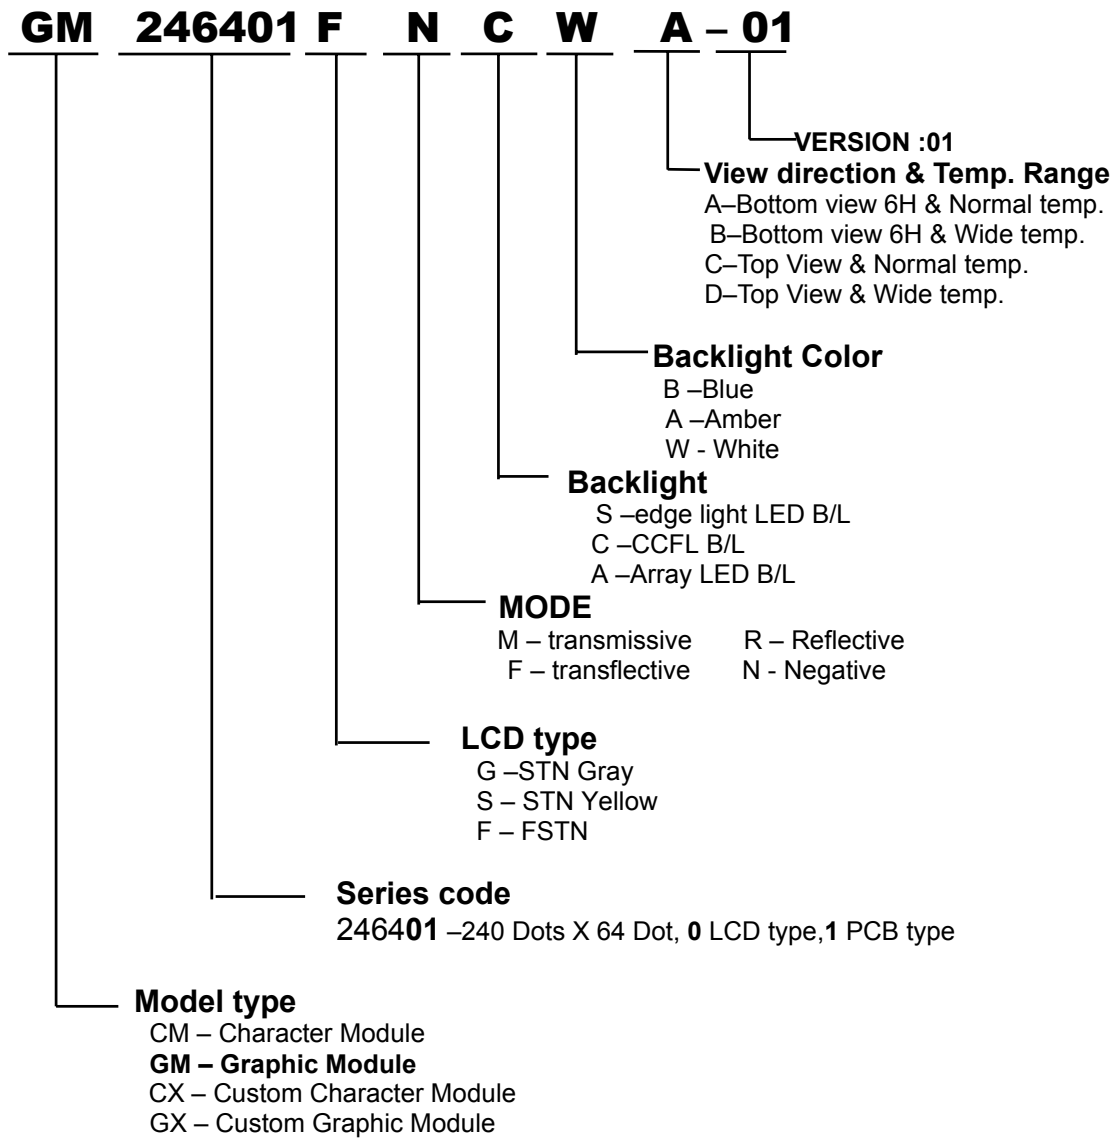 GM 246401 F N C W A – 01
VERSION :01
View direction & Temp. Range
A–Bottom view 6H & Normal temp.
B–Bottom view 6H & Wide temp.
C–Top View & Normal temp.
D–Top View & Wide temp.
Backlight Color
B –Blue
A –Amber
W - White
Backlight
S –edge light LED B/L
C –CCFL B/L
A –Array LED B/L
MODE
M – transmissive R – Reflective
F – transflective N - Negative
LCD type
G –STN Gray
S – STN Yellow
F – FSTN
Series code
246401 –240 Dots X 64 Dot, 0 LCD type,1 PCB type
Model type
CM – Character Module
GM – Graphic Module
CX – Custom Character Module
GX – Custom Graphic Module